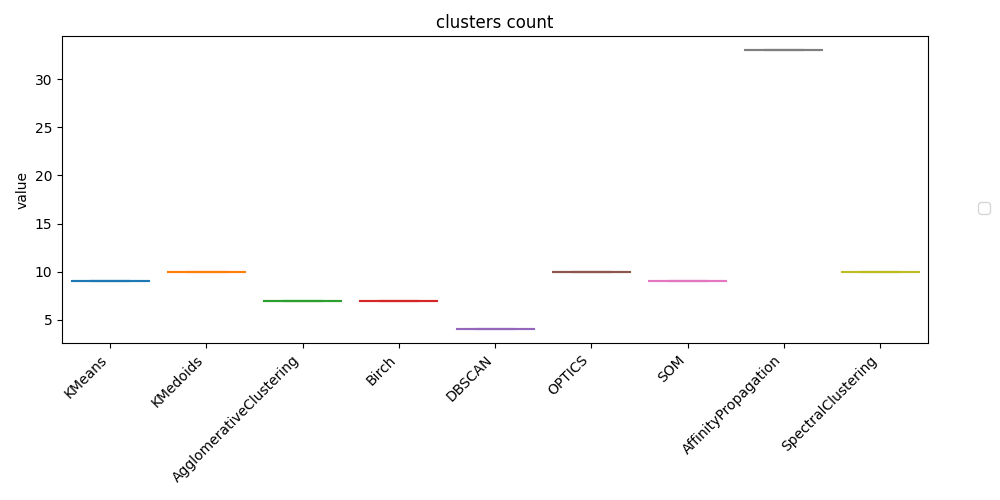 clusters count
value
30
25
20
15
10
5
KMeans
KMedoids
AgglomerativeClustering
Birch
DBSCAN
OPTICS
SOM
AffinityPropagation
SpectralClustering